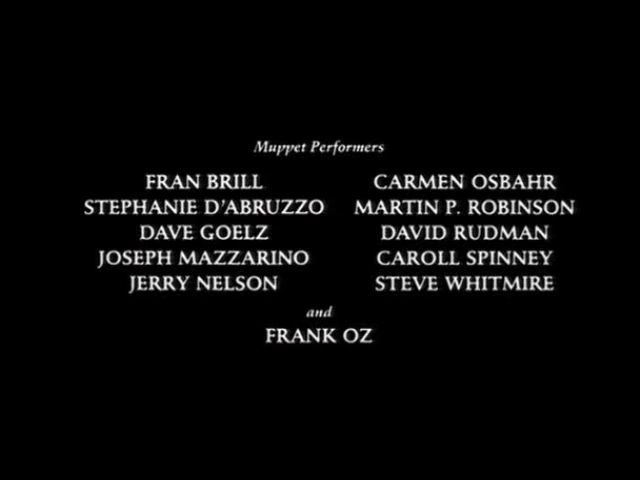 Muppet Performers
FRAN BRILL CARMEN OSBAHR
STEPHANIE D'ABRUZZO MARTIN P. ROBINSON
DAVE GOELZ DAVID RUDMAN
JOSEPH MAZZARINO CAROLL SPINNEY
JERRY NELSON STEVE WHITMIRE
and
FRANK OZ